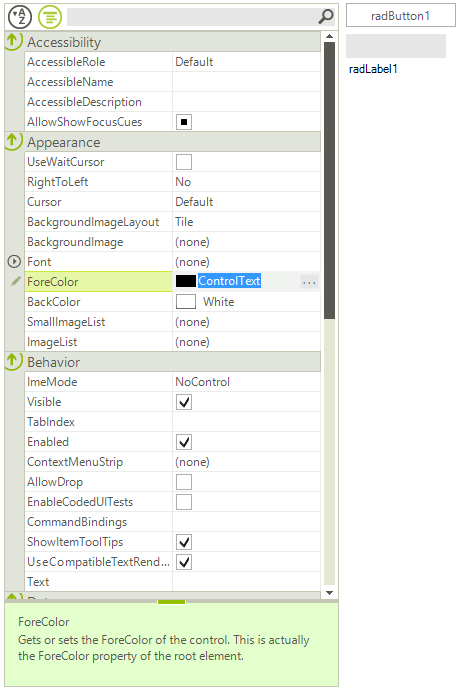 A
Z
radButton1
Accessibility
AccessibleRole Default
radLabel1
AccessibleName
AccessibleDescription
AllowShowFocusCues
Appearance
UseWaitCursor
RightToLeft No
Cursor Default
BackgroundImageLayout Tile
BackgroundImage (none)
Font (none)
ForeColor ControlText ...
BackColor White
SmallImageList (none)
ImageList (none)
Behavior
ImeMode NoControl
Visible
TabIndex
Enabled
ContextMenuStrip (none)
AllowDrop
EnableCodedUITests
CommandBindings
ShowItemToolTips
UseCompatibleTextRend...
Text
ForeColor
Gets or sets the ForeColor of the control. This is actually
the ForeColor property of the root element.